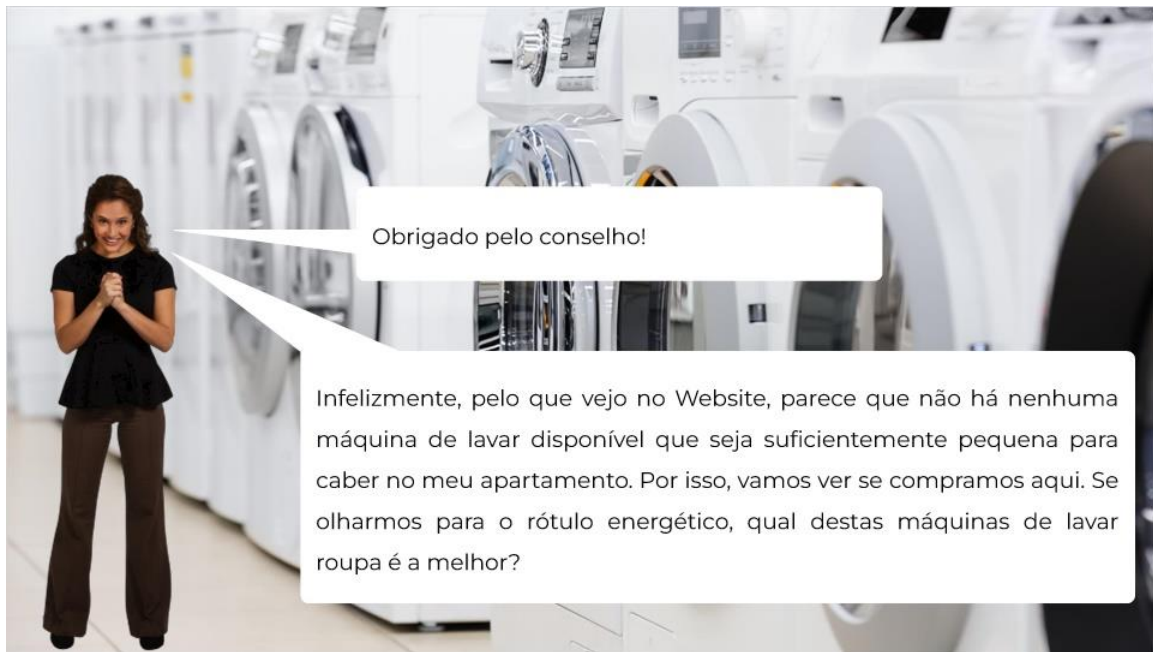 Obrigado pelo conselho!
Infelizmente, pelo que vejo no Website, parece que não há nenhuma
máquina de lavar disponível que seja suficientemente pequena para
caber no meu apartamento. Por isso, vamos ver se compramos aqui. Se
olharmos para o rótulo energético, qual destas máquinas de lavar
roupa é a melhor?